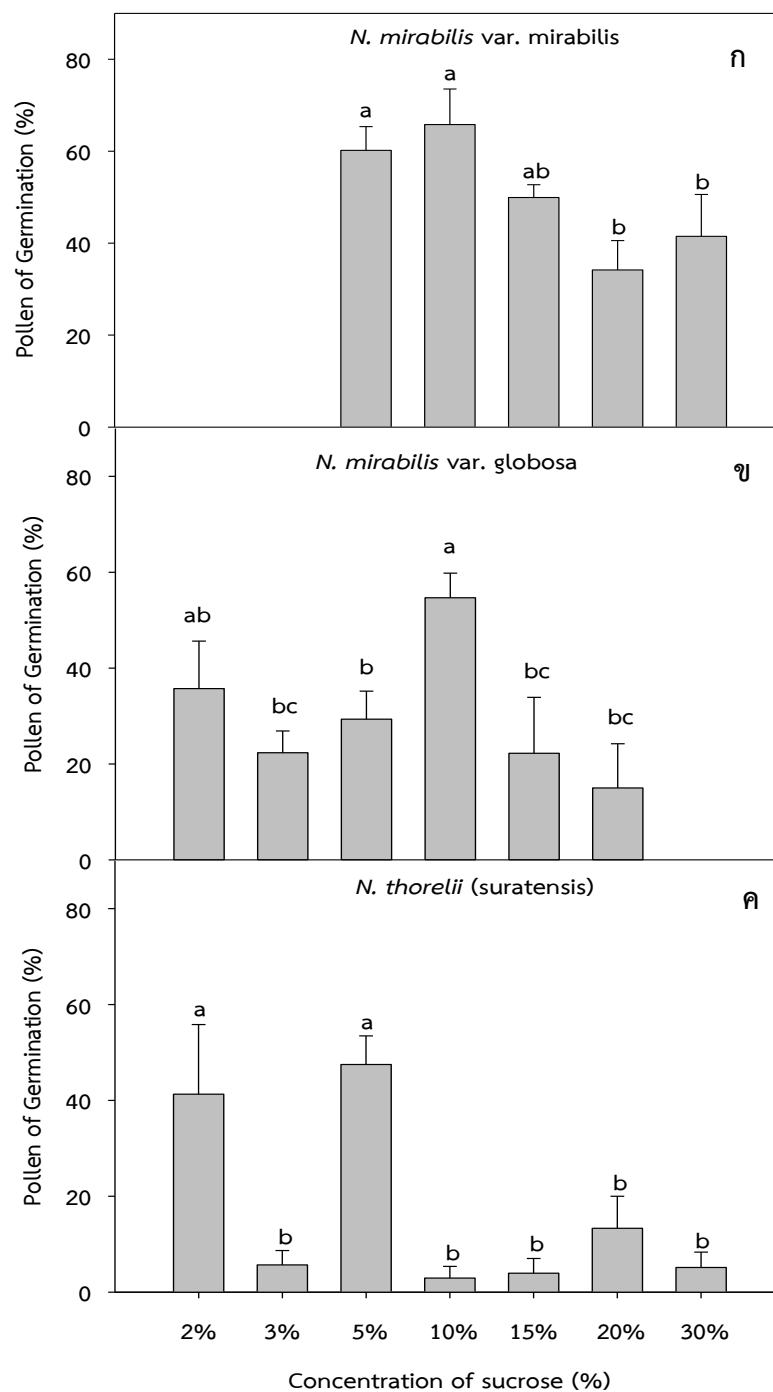 N. mirabilis var. mirabilis
ก
80
60
40
20
0
a
a
ab
b
b
Pollen of Germination (%)
N. mirabilis var. globosa
ข
80
60
40
20
0
ab
bc
b
a
bc
bc
Pollen of Germination (%)
N. thorelii (suratensis)
ค
80
60
40
20
0
a
b
a
b
b
b
b
Pollen of Germination (%)
2% 3% 5% 10% 15% 20% 30%
Concentration of sucrose (%)